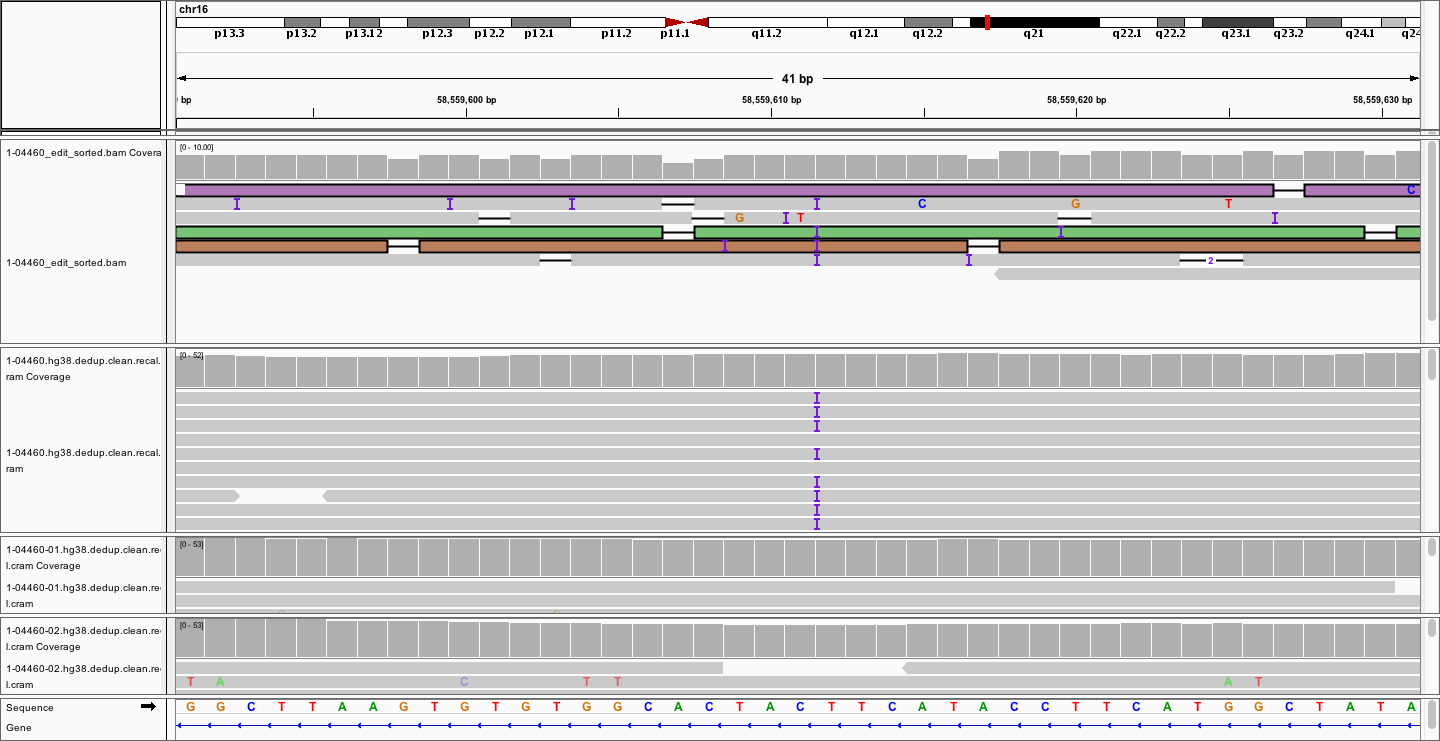 chr16
p13.3 p13.2 p13.12 p12.3 p12.2 p12.1 p11.2 p11.1 q11.2 q12.1 q12.2 q21 q22.1 q22.2 q23.1 q23.2 q24.1 q24
41 bp
bp 58,559,600 bp 58,559,610 bp 58,559,620 bp 58,559,630 bp
1-04460_edit_sorted.bam Covera
[0 - 10.00]
C
C G T
G T
1-04460_edit_sorted.bam
2
1-04460.hg38.dedup.clean.recal.
ram Coverage
[0 - 52]
1-04460.hg38.dedup.clean.recal.
ram
1-04460-01.hg38.dedup.clean.re
l.cram Coverage
[0 - 53]
1-04460-01.hg38.dedup.clean.re
l.cram
1-04460-02.hg38.dedup.clean.re
l.cram Coverage
[0 - 53]
1-04460-02.hg38.dedup.clean.re
l.cram
T A C T T A T
Sequence
G G C T T A A G T G T G T G G C A C T A C T T C A T A C C T T C A T G G C T A T A
Gene